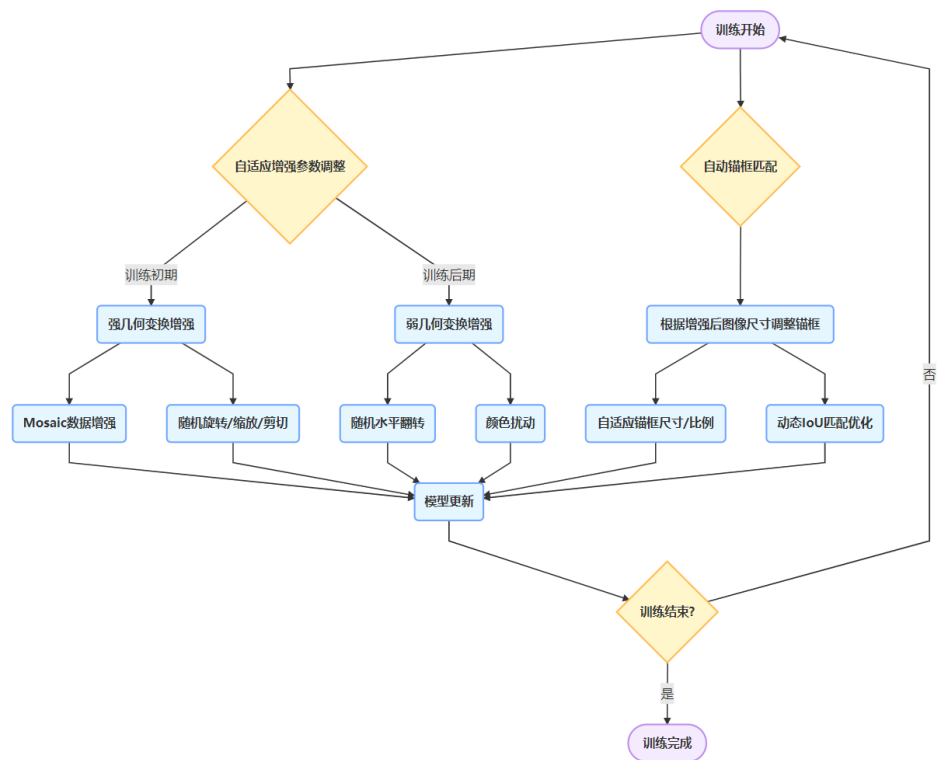 训练开始
自适应增强参数调整
自动锚框匹配
训练初期
训练后期
强几何变换增强
弱几何变换增强
根据增强后图像尺寸调整锚框
否
Mosaic数据增强
随机旋转/缩放/剪切
随机水平翻转
颜色扰动
自适应锚框尺寸/比例
动态IoU匹配优化
模型更新
训练结束?
是
训练完成